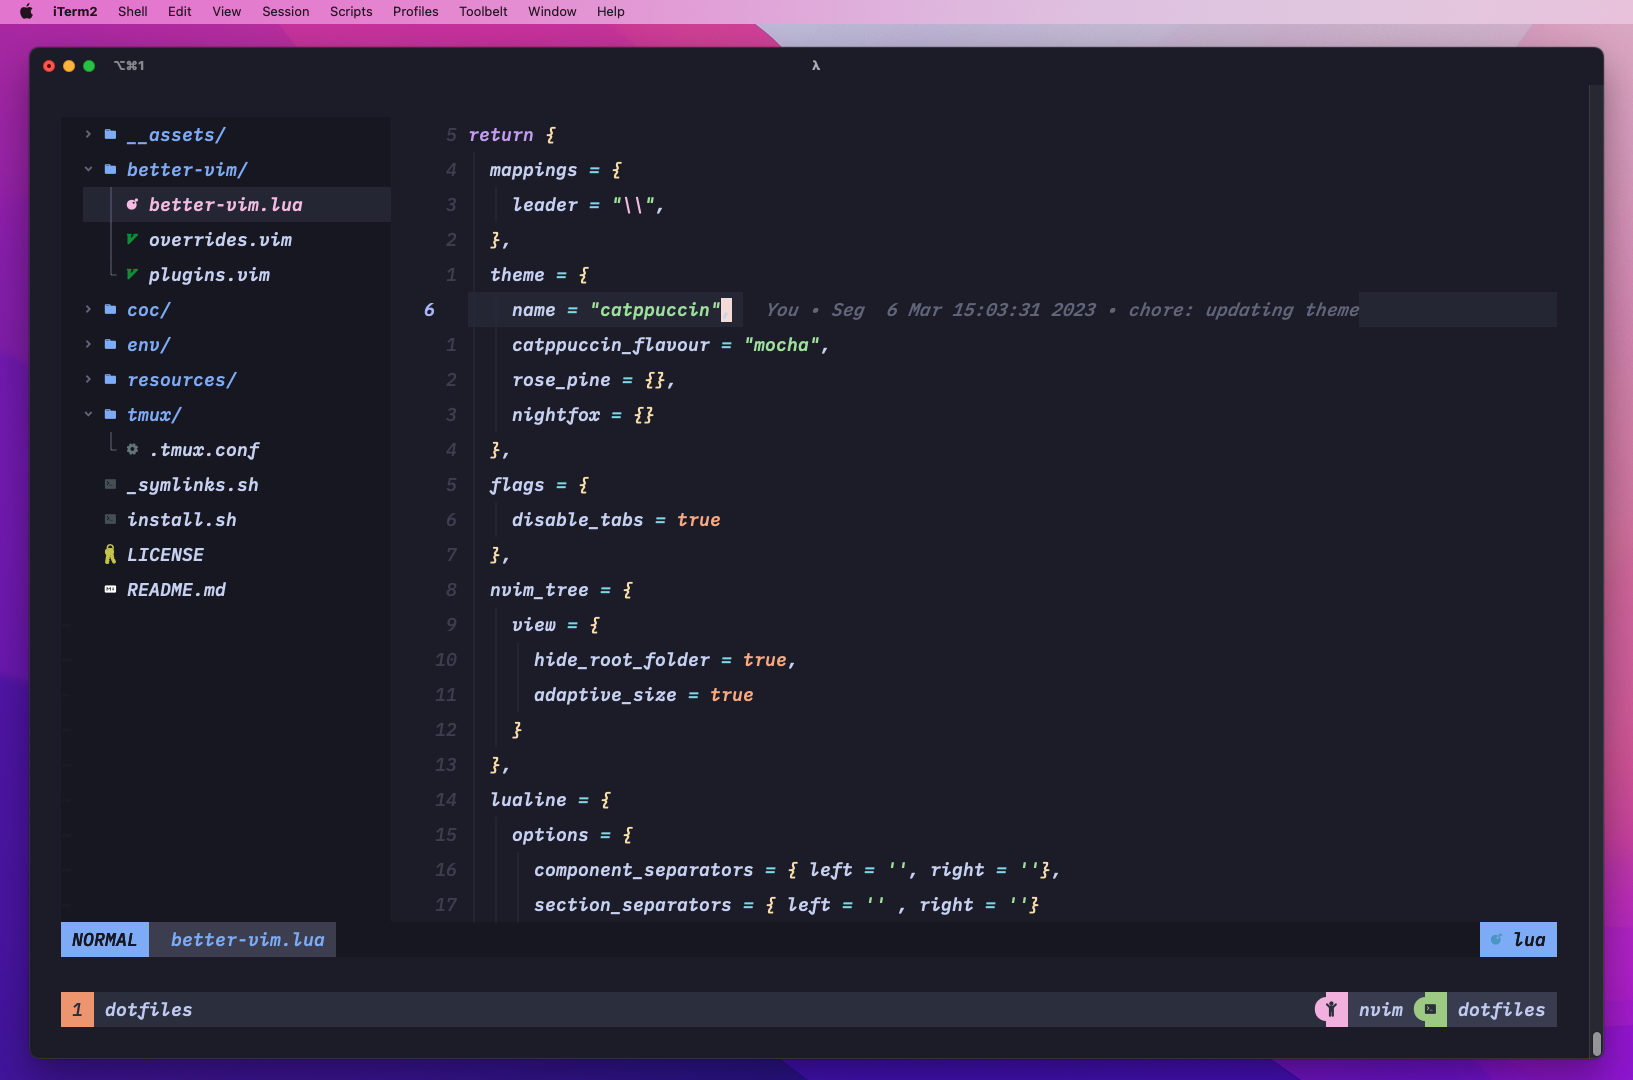 iTerm2 Shell Edit View Session Scripts Profiles Toolbelt Window Help
⌥⌘1 λ
__assets/
better-vim/
better-vim.lua
overrides.vim
plugins.vim
coc/
env/
resources/
tmux/
.tmux.conf
_symlinks.sh
install.sh
LICENSE
README.md
5 return {
4 mappings = {
3 leader = "\\",
2 },
1 theme = {
6 name = "catppuccin", You • Seg 6 Mar 15:03:31 2023 • chore: updating theme
1 catppuccin_flavour = "mocha",
2 rose_pine = {},
3 nightfox = {}
4 },
5 flags = {
6 disable_tabs = true
7 },
8 nvim_tree = {
9 view = {
10 hide_root_folder = true,
11 adaptive_size = true
12 }
13 },
14 lualine = {
15 options = {
16 component_separators = { left = '', right = ''},
17 section_separators = { left = '' , right = ''}
NORMAL better-vim.lua lua
1 dotfiles nvim dotfiles